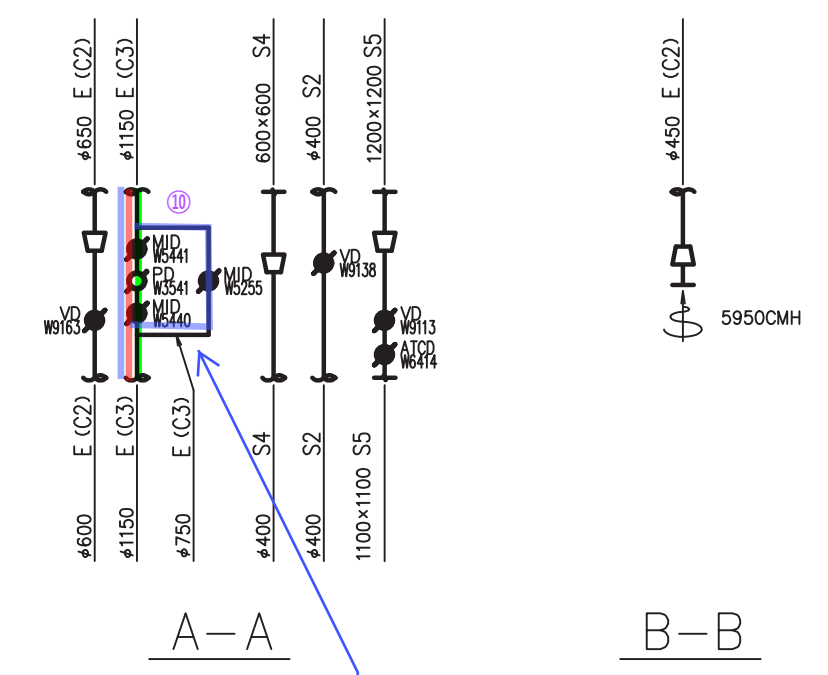 φ650 E (C2)
φ1150 E (C3)
600×600 S4
φ400 S2
1200×1200 S5
φ450 E (C2)
⑩
MID
W5441
PD
W3541
MID
W5255
MID
W5440
VD
W9163
VD
W9138
VD
W9113
ATCD
W6414
5950CMH
φ600 E (C2)
φ1150 E (C3)
φ750 E (C3)
φ400 S4
φ400 S2
1100×1100 S5
A-A
B-B